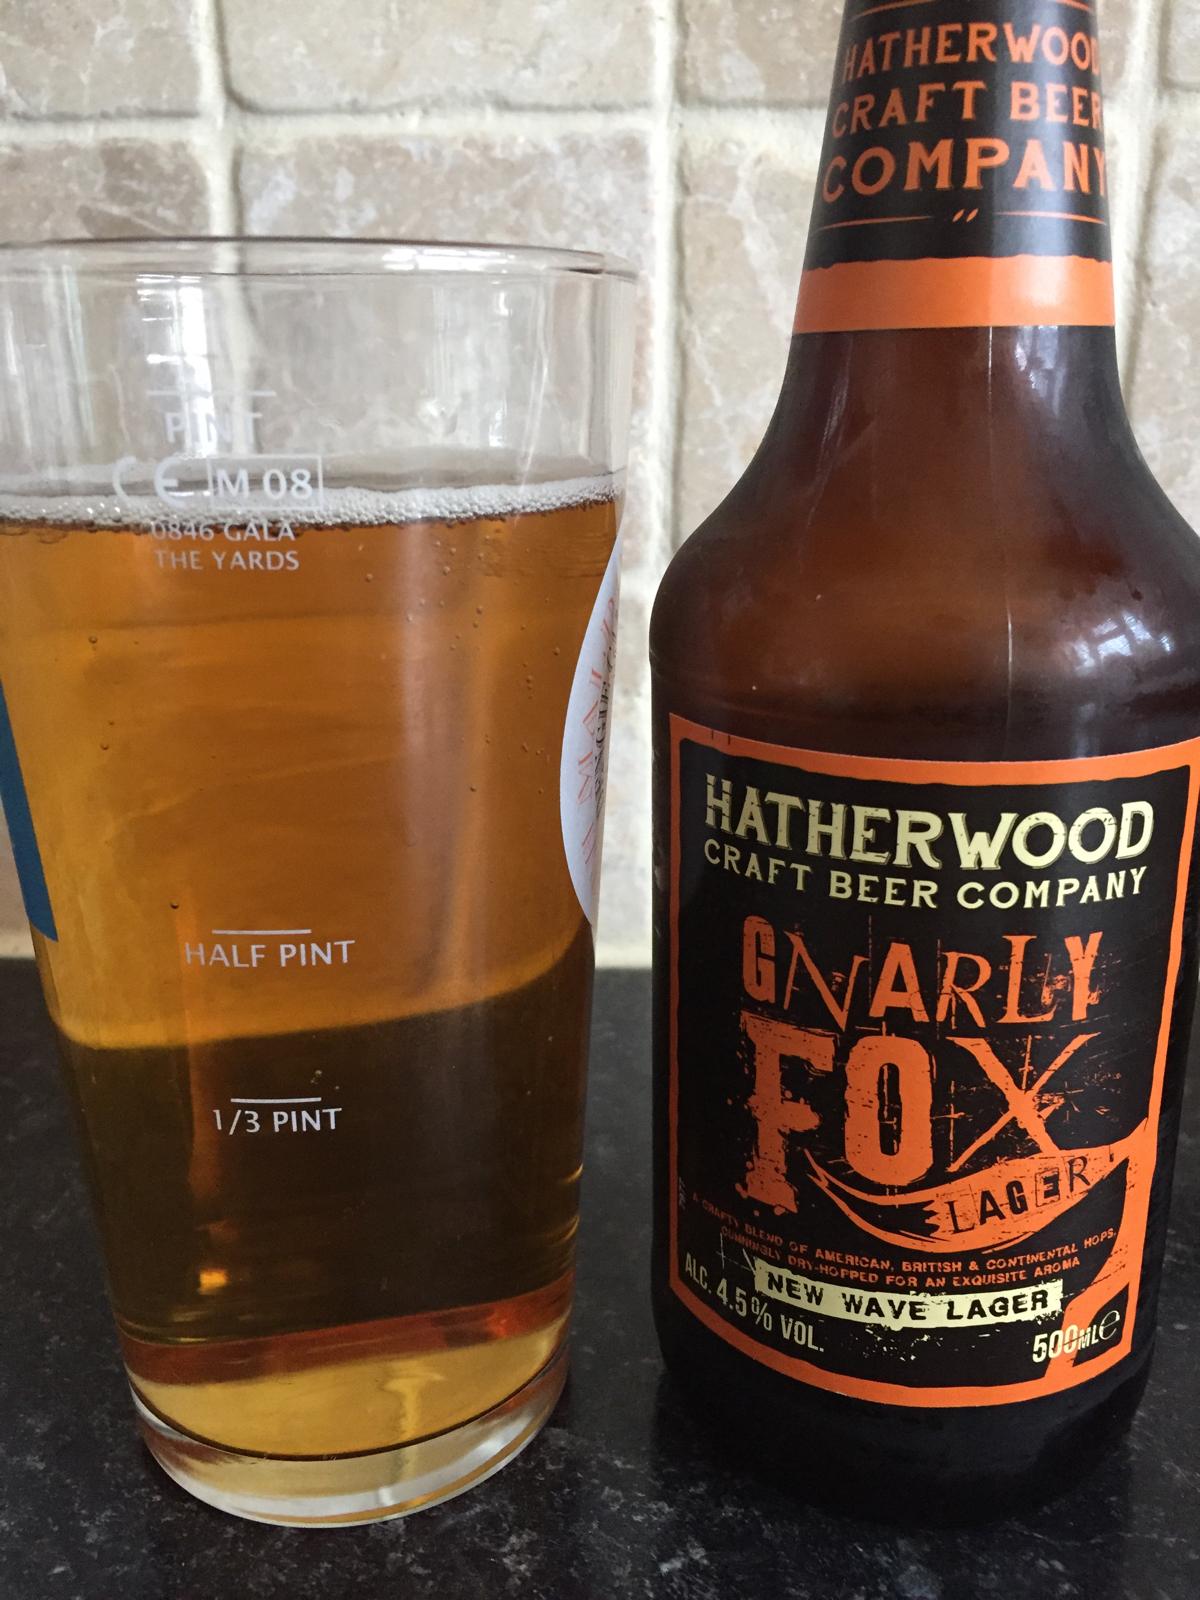 HATHERWOOD
CRAFT BEER
COMPANY
PINT
CE M 08
0846 GALA
THE YARDS
HALF PINT
1/3 PINT
HATHERWOOD
CRAFT BEER COMPANY
GNARLY
FOX
LAGER
A CRAFTY BLEND OF AMERICAN, BRITISH & CONTINENTAL HOPS,
CUNNINGLY DRY-HOPPED FOR AN EXQUISITE AROMA
NEW WAVE LAGER
ALC. 4.5% VOL.
500ML℮